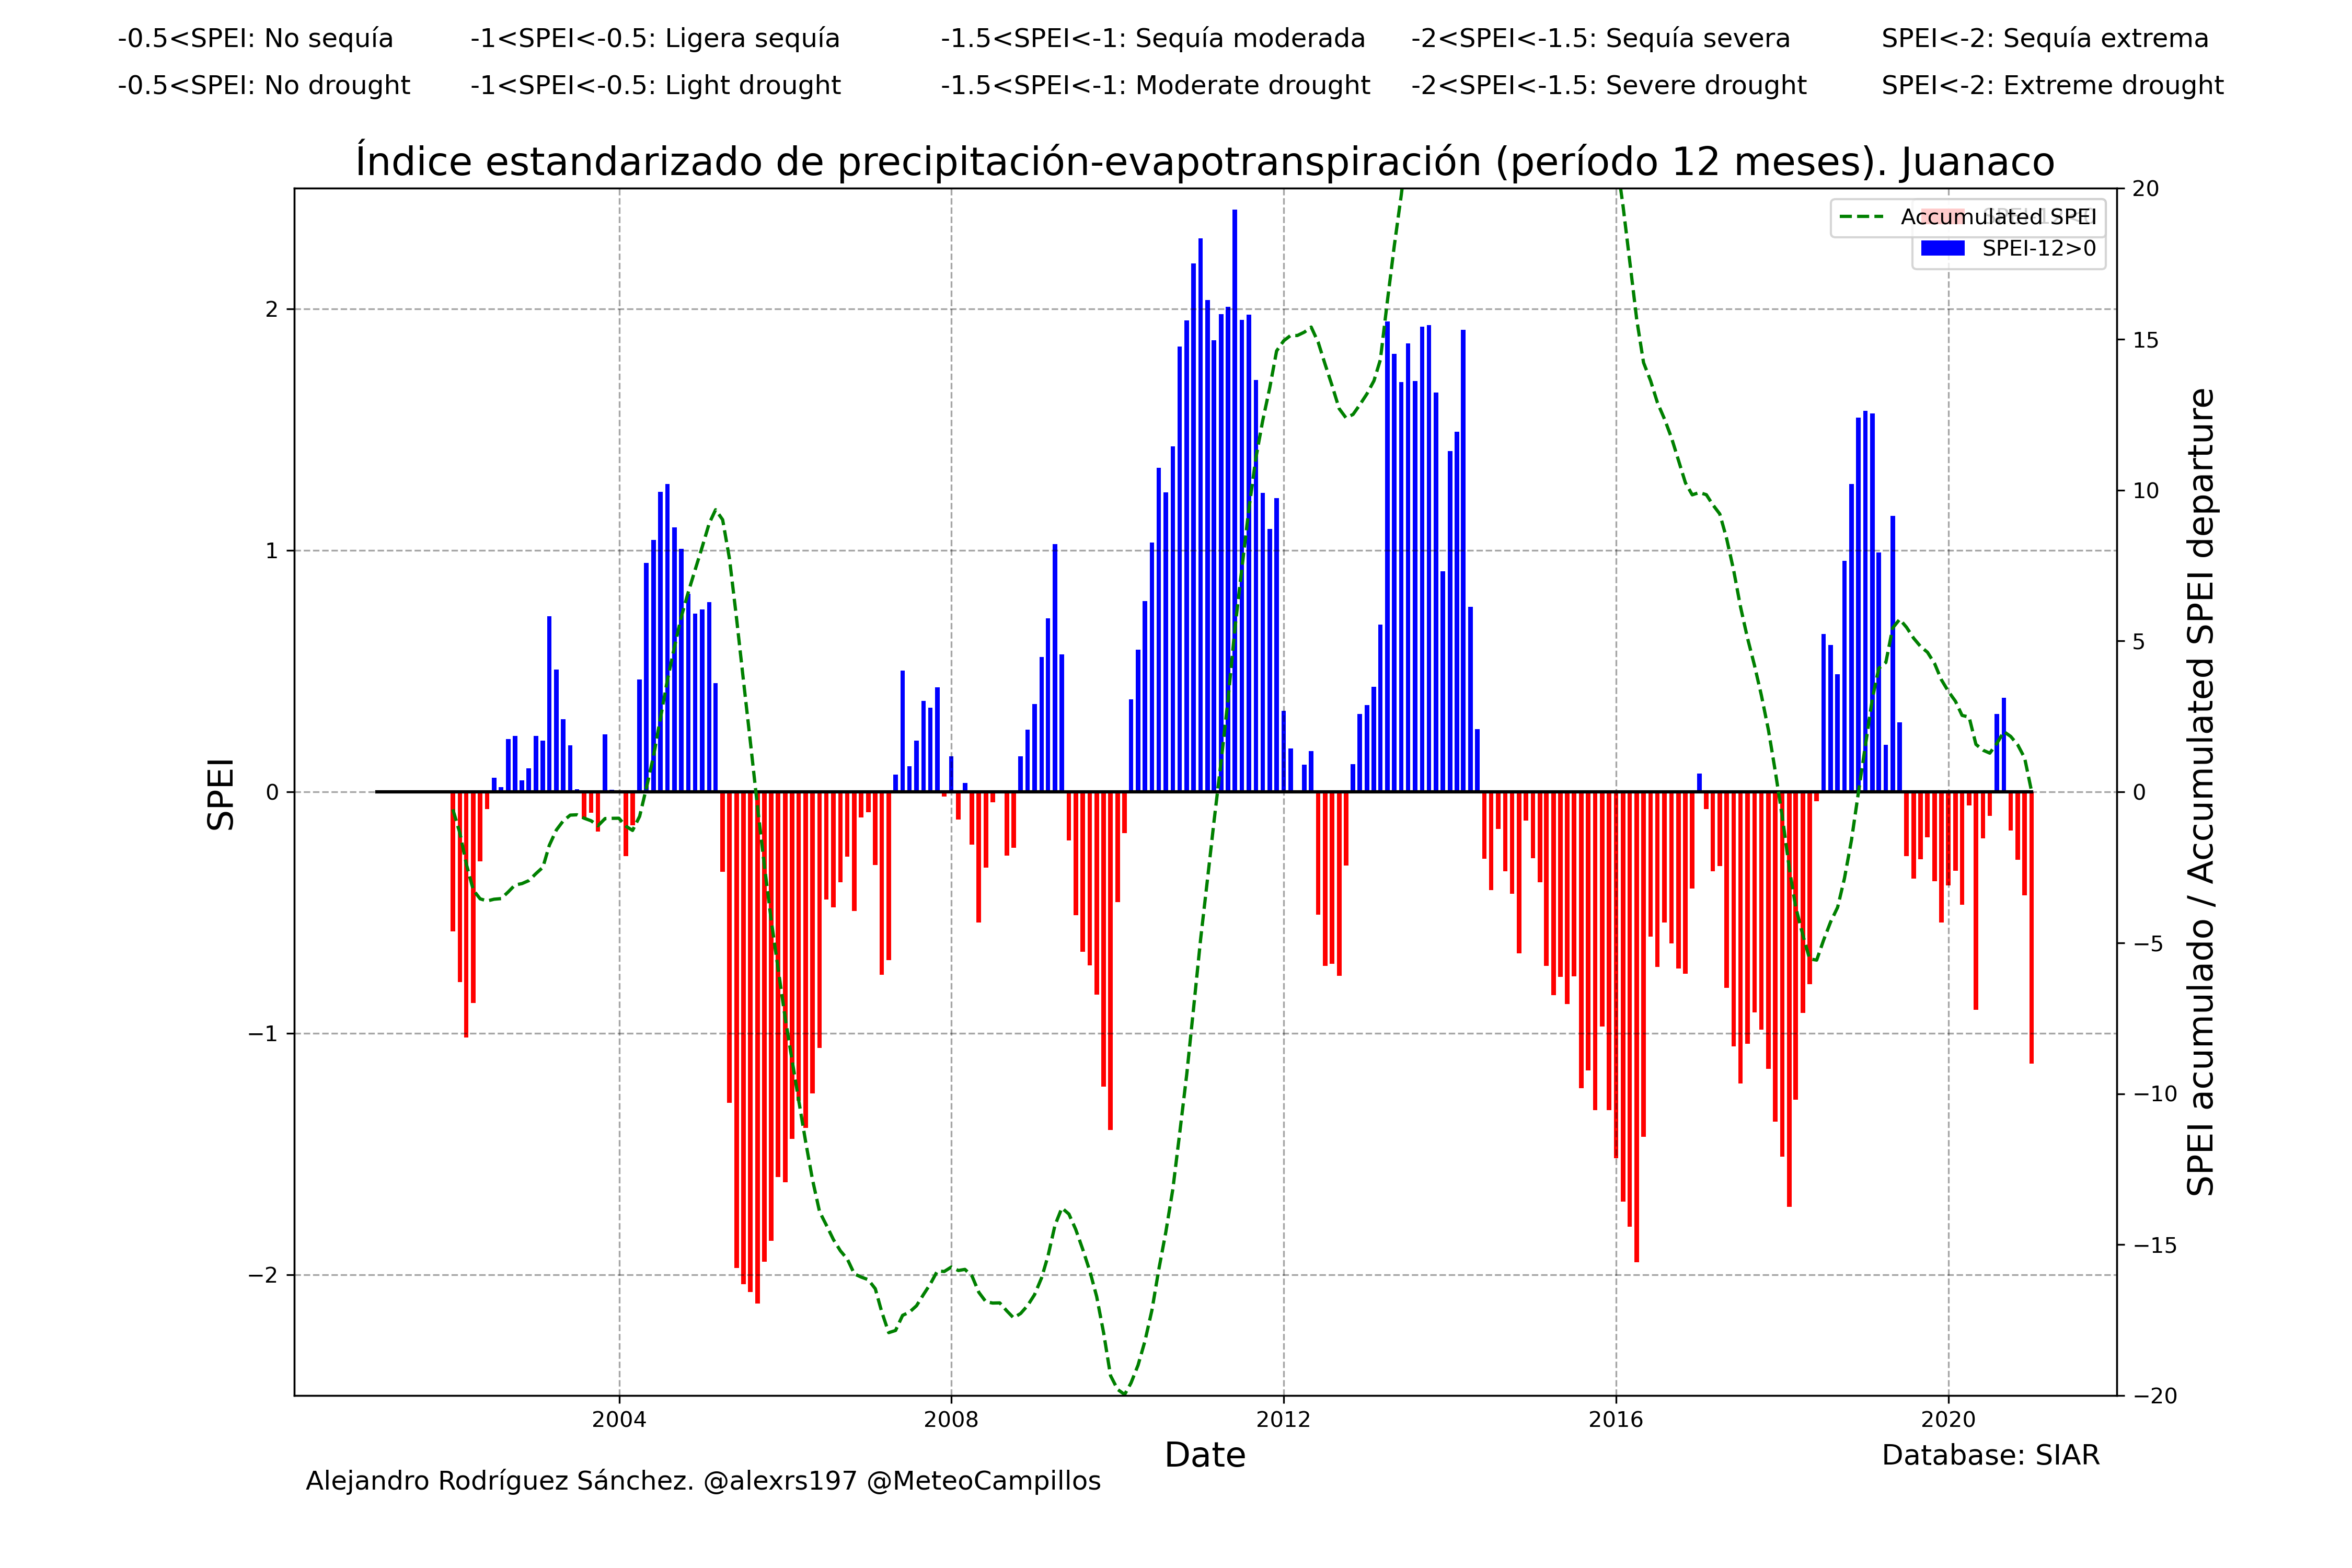 -0.5<SPEI: No sequía -1<SPEI<-0.5: Ligera sequía -1.5<SPEI<-1: Sequía moderada -2<SPEI<-1.5: Sequía severa SPEI<-2: Sequía extrema
-0.5<SPEI: No drought -1<SPEI<-0.5: Light drought -1.5<SPEI<-1: Moderate drought -2<SPEI<-1.5: Severe drought SPEI<-2: Extreme drought
Índice estandarizado de precipitación-evapotranspiración (período 12 meses). Juanaco
Accumulated SPEI
SPEI-12>0
SPEI
2
1
0
−1
−2
20
15
10
5
0
−5
−10
−15
−20
SPEI acumulado / Accumulated SPEI departure
2004 2008 2012 2016 2020
Date
Database: SIAR
Alejandro Rodríguez Sánchez. @alexrs197 @MeteoCampillos